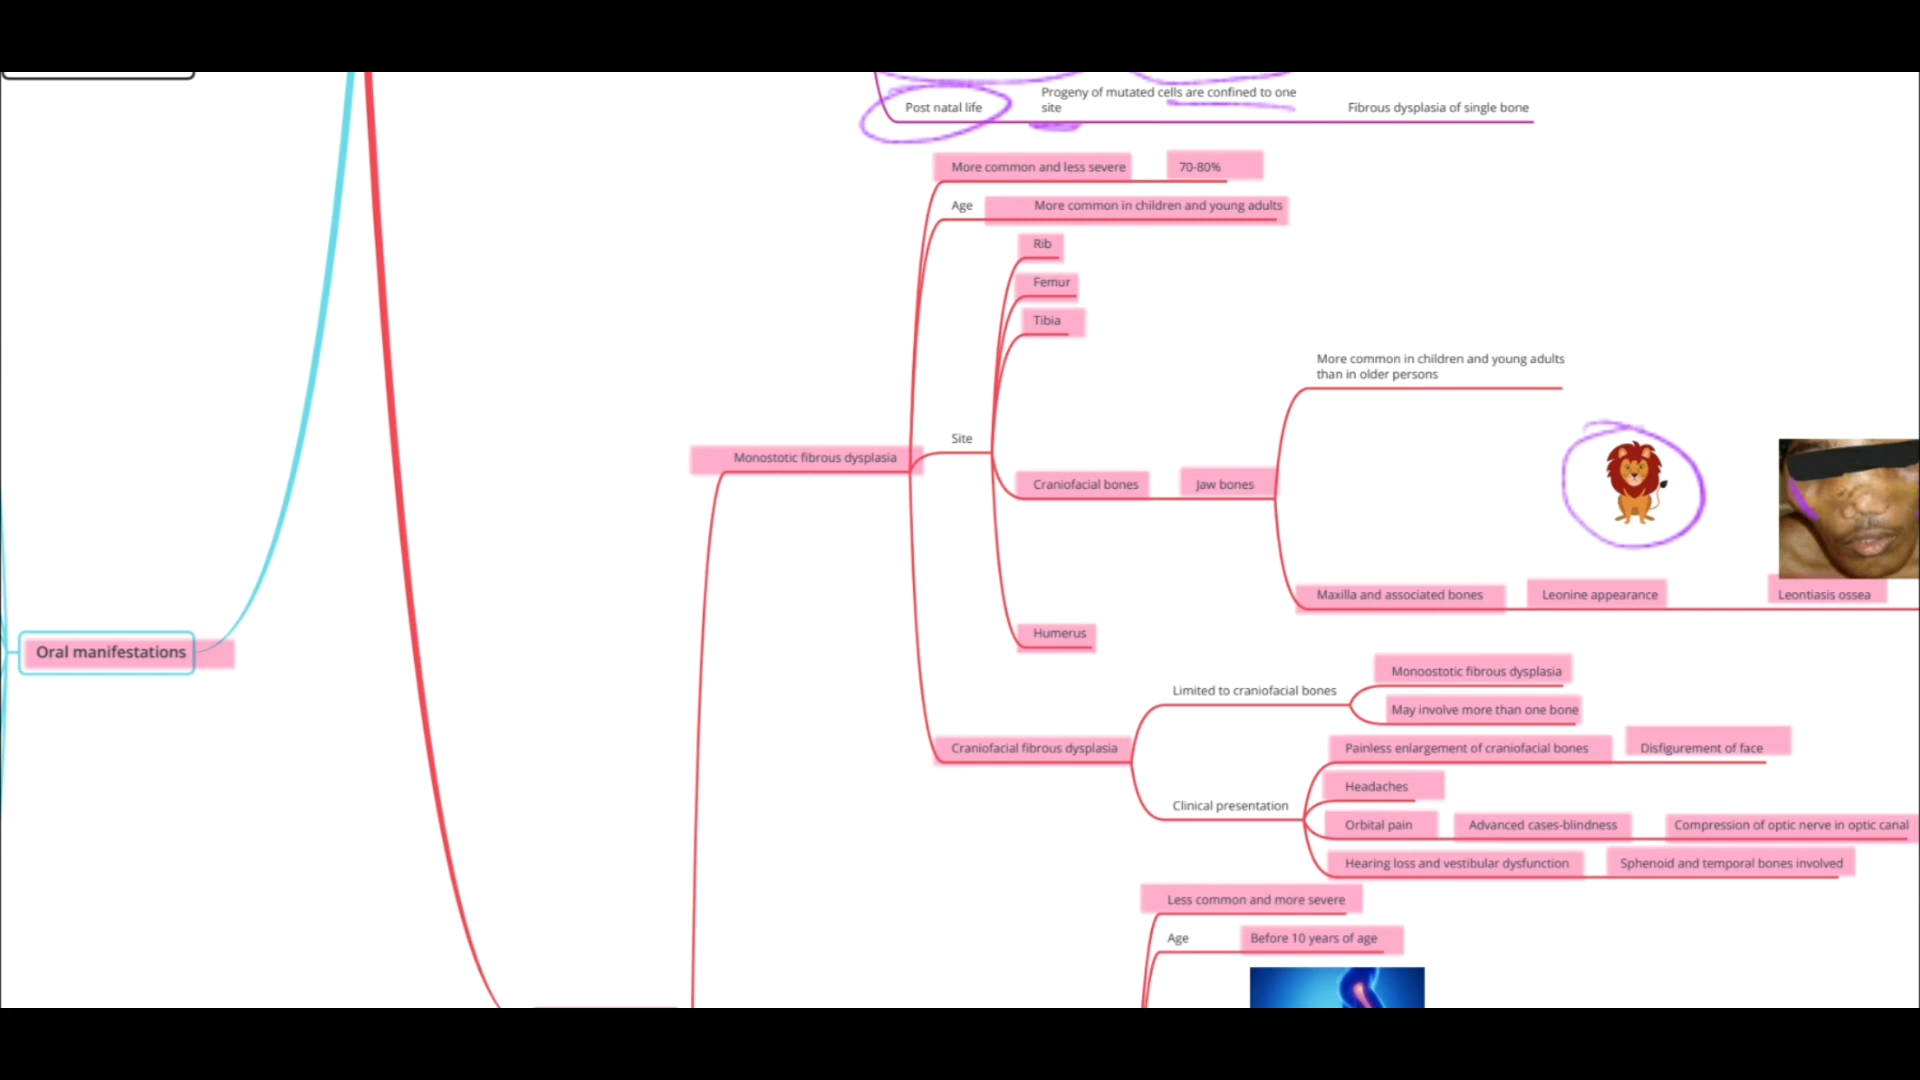 Post natal life
Progeny of mutated cells are confined to one
site
Fibrous dysplasia of single bone
More common and less severe
70-80%
Age
More common in children and young adults
Rib
Femur
Tibia
More common in children and young adults
than in older persons
Site
Monostotic fibrous dysplasia
Craniofacial bones
Jaw bones
Maxilla and associated bones
Leonine appearance
Leontiasis ossea
Humerus
Oral manifestations
Monoostotic fibrous dysplasia
Limited to craniofacial bones
May involve more than one bone
Craniofacial fibrous dysplasia
Painless enlargement of craniofacial bones
Disfigurement of face
Headaches
Clinical presentation
Orbital pain
Advanced cases-blindness
Compression of optic nerve in optic canal
Hearing loss and vestibular dysfunction
Sphenoid and temporal bones involved
Less common and more severe
Age
Before 10 years of age